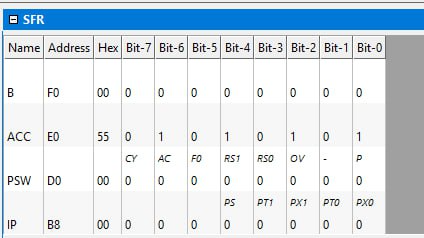 SFR
Name Address Hex Bit-7 Bit-6 Bit-5 Bit-4 Bit-3 Bit-2 Bit-1 Bit-0
B F0 00 0 0 0 0 0 0 0 0
ACC E0 55 0 1 0 1 0 1 0 1
CY AC F0 RS1 RS0 OV - P
PSW D0 00 0 0 0 0 0 0 0 0
PS PT1 PX1 PT0 PX0
IP B8 00 0 0 0 0 0 0 0 0